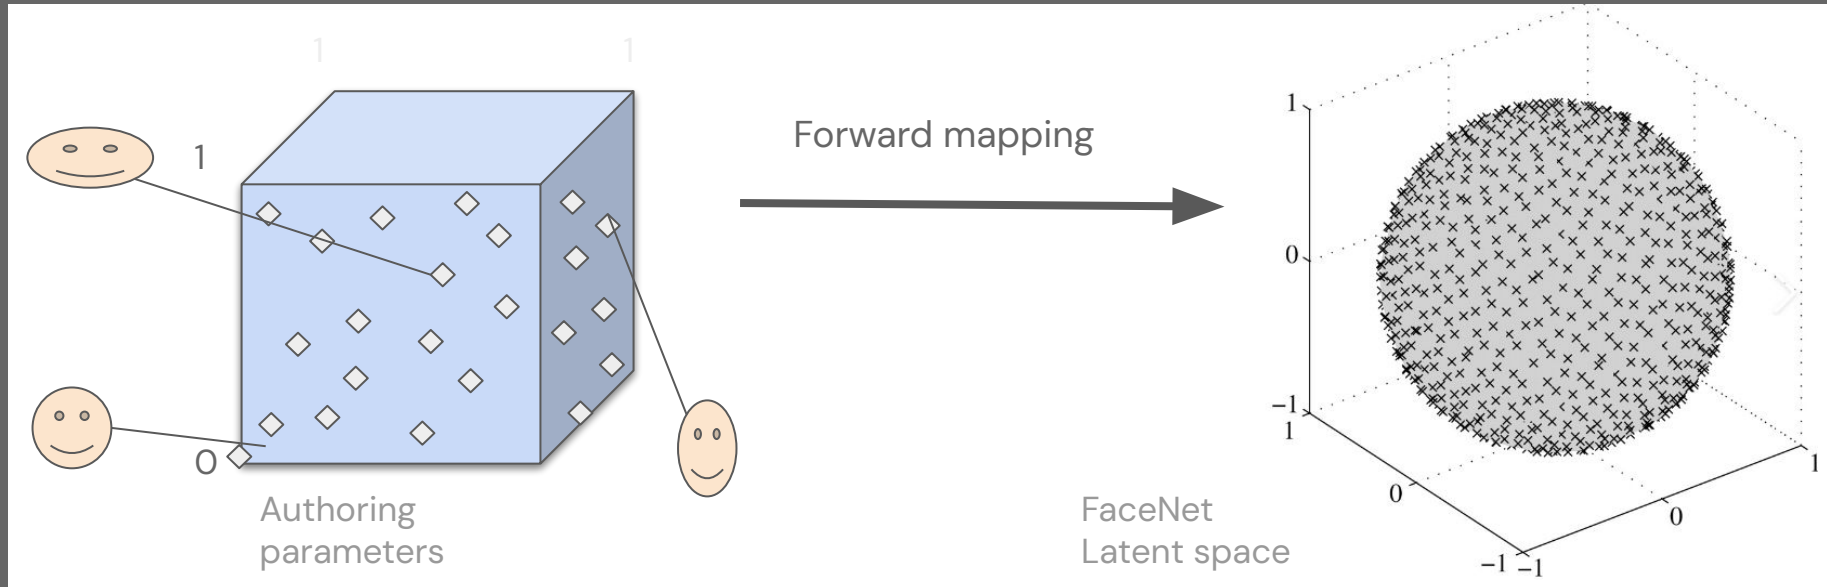 1
1
1
0
Authoring
parameters
Forward mapping
FaceNet
Latent space
1
0
−1
1
0
−1
−1
0
1